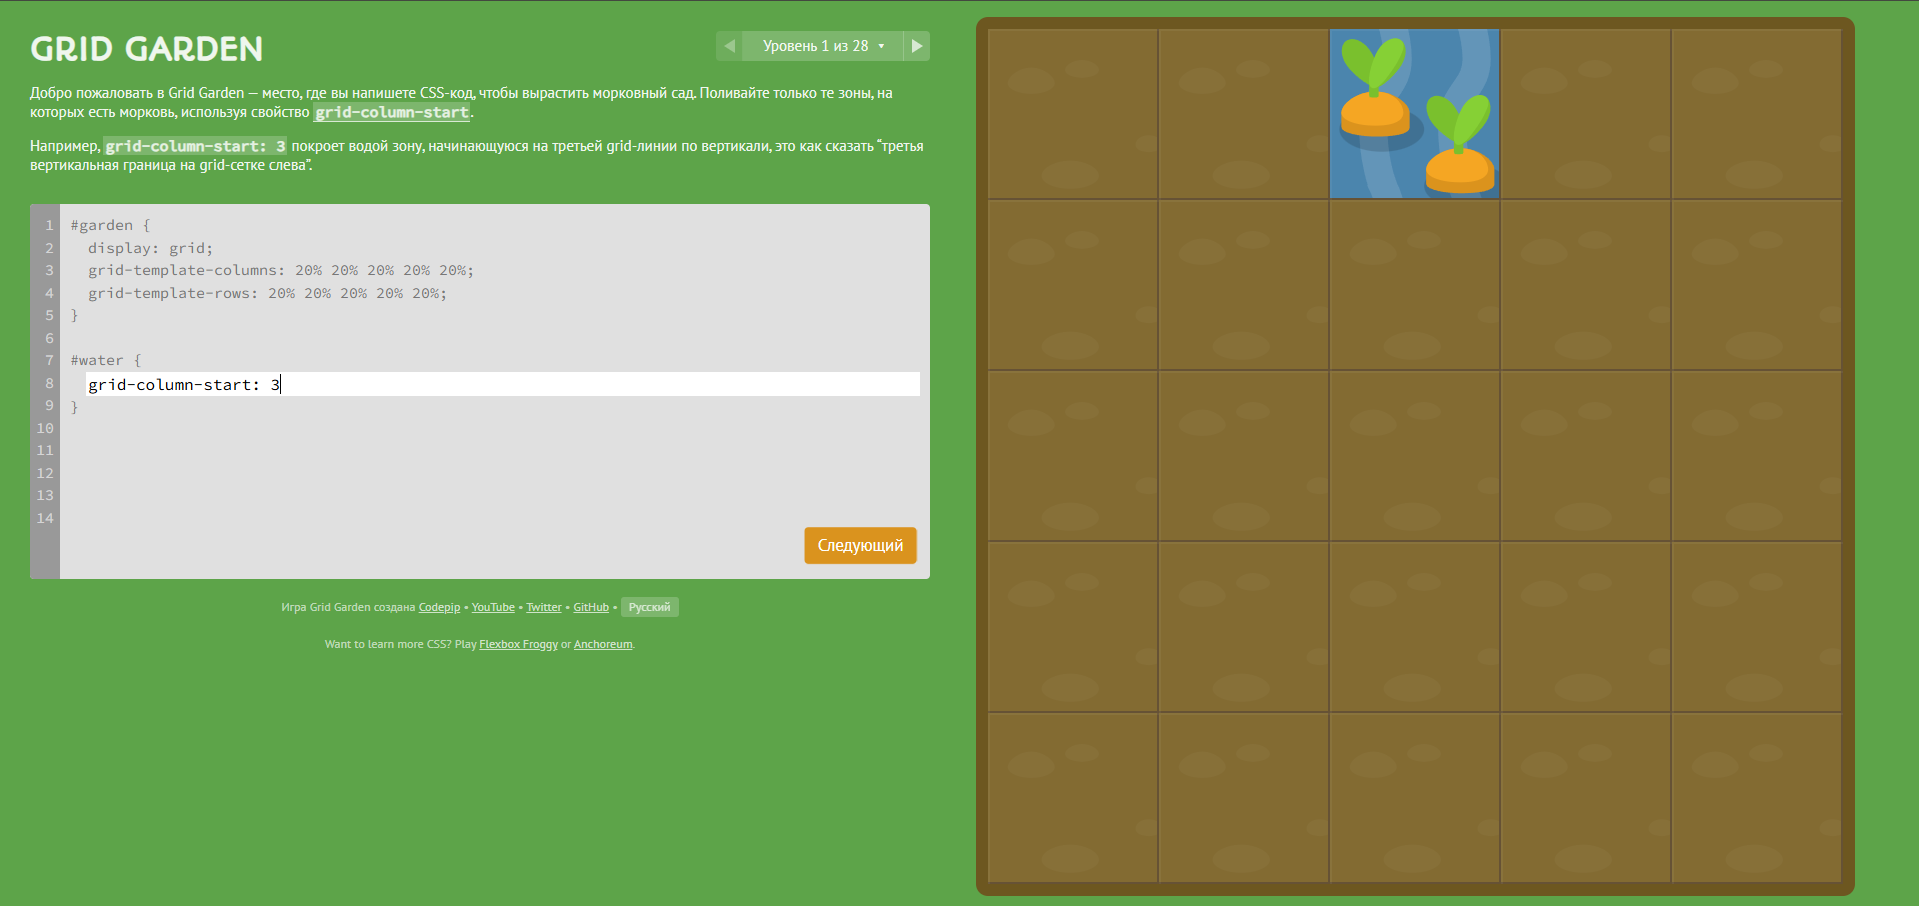 GRID GARDEN
Уровень 1 из 28
Добро пожаловать в Grid Garden — место, где вы напишете CSS-код, чтобы вырастить морковный сад. Поливайте только те зоны, на
которых есть морковь, используя свойство grid-column-start.
Например, grid-column-start: 3 покроет водой зону, начинающуюся на третьей grid-линии по вертикали, это как сказать “третья
вертикальная граница на grid-сетке слева”.
1 #garden {
2 display: grid;
3 grid-template-columns: 20% 20% 20% 20% 20%;
4 grid-template-rows: 20% 20% 20% 20% 20%;
5 }
6
7 #water {
8 grid-column-start: 3
9 }
10
11
12
13
14
Следующий
Игра Grid Garden создана Codepip • YouTube • Twitter • GitHub • Русский
Want to learn more CSS? Play Flexbox Froggy or Anchoreum.